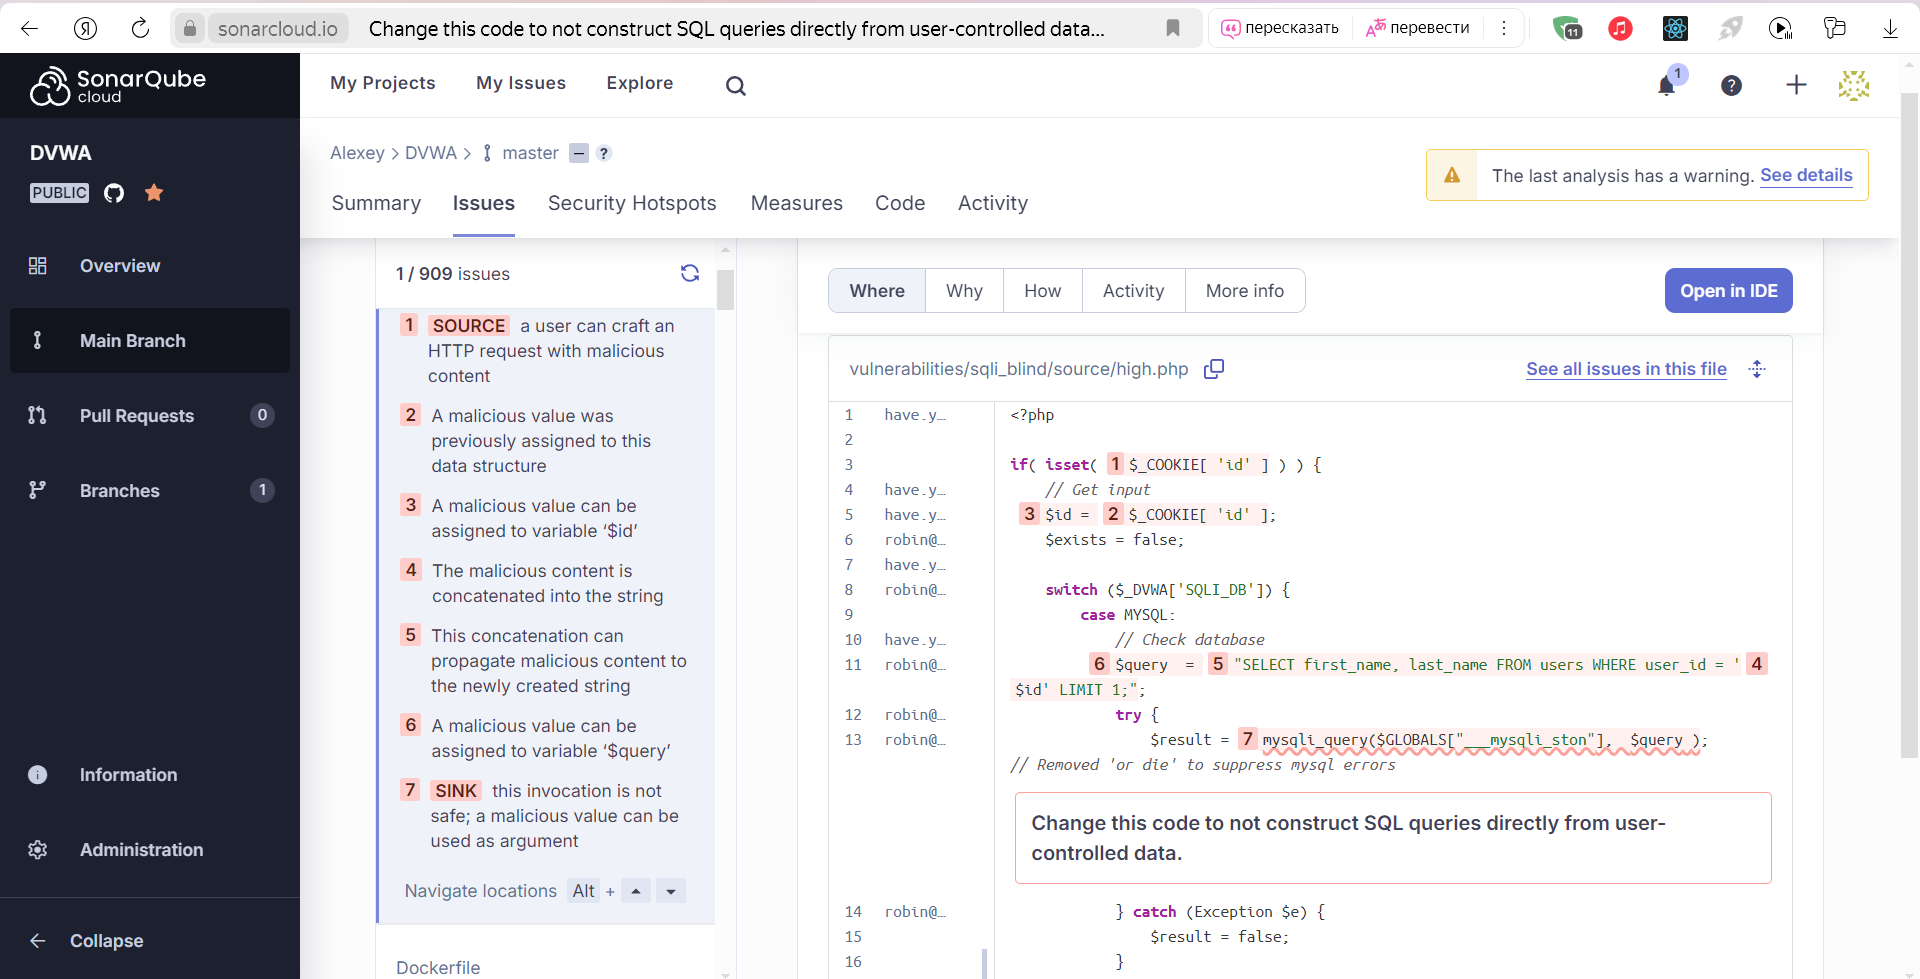 sonarcloud.io
Change this code to not construct SQL queries directly from user-controlled data...
пересказать
перевести
11
SonarQube
cloud
My Projects
My Issues
Explore
1
DVWA
PUBLIC
Overview
Main Branch
Pull Requests
0
Branches
1
Information
Administration
Collapse
Alexey > DVWA > master
The last analysis has a warning. See details
Summary
Issues
Security Hotspots
Measures
Code
Activity
1 / 909 issues
1 SOURCE a user can craft an
HTTP request with malicious
content
2 A malicious value was
previously assigned to this
data structure
3 A malicious value can be
assigned to variable ‘$id’
4 The malicious content is
concatenated into the string
5 This concatenation can
propagate malicious content to
the newly created string
6 A malicious value can be
assigned to variable ‘$query’
7 SINK this invocation is not
safe; a malicious value can be
used as argument
Navigate locations Alt +
Dockerfile
Where
Why
How
Activity
More info
Open in IDE
vulnerabilities/sqli_blind/source/high.php
See all issues in this file
1 have.y… <?php
2
3 if( isset( 1 $_COOKIE[ 'id' ] ) ) {
4 have.y… // Get input
5 have.y… 3 $id = 2 $_COOKIE[ 'id' ];
6 robin@… $exists = false;
7 have.y…
8 robin@… switch ($_DVWA['SQLI_DB']) {
9 case MYSQL:
10 have.y… // Check database
11 robin@… 6 $query = 5 "SELECT first_name, last_name FROM users WHERE user_id = ' 4
$id' LIMIT 1;";
12 robin@… try {
13 robin@… $result = 7 mysqli_query($GLOBALS["___mysqli_ston"], $query );
// Removed 'or die' to suppress mysql errors
Change this code to not construct SQL queries directly from user-
controlled data.
14 robin@… } catch (Exception $e) {
15 $result = false;
16 }